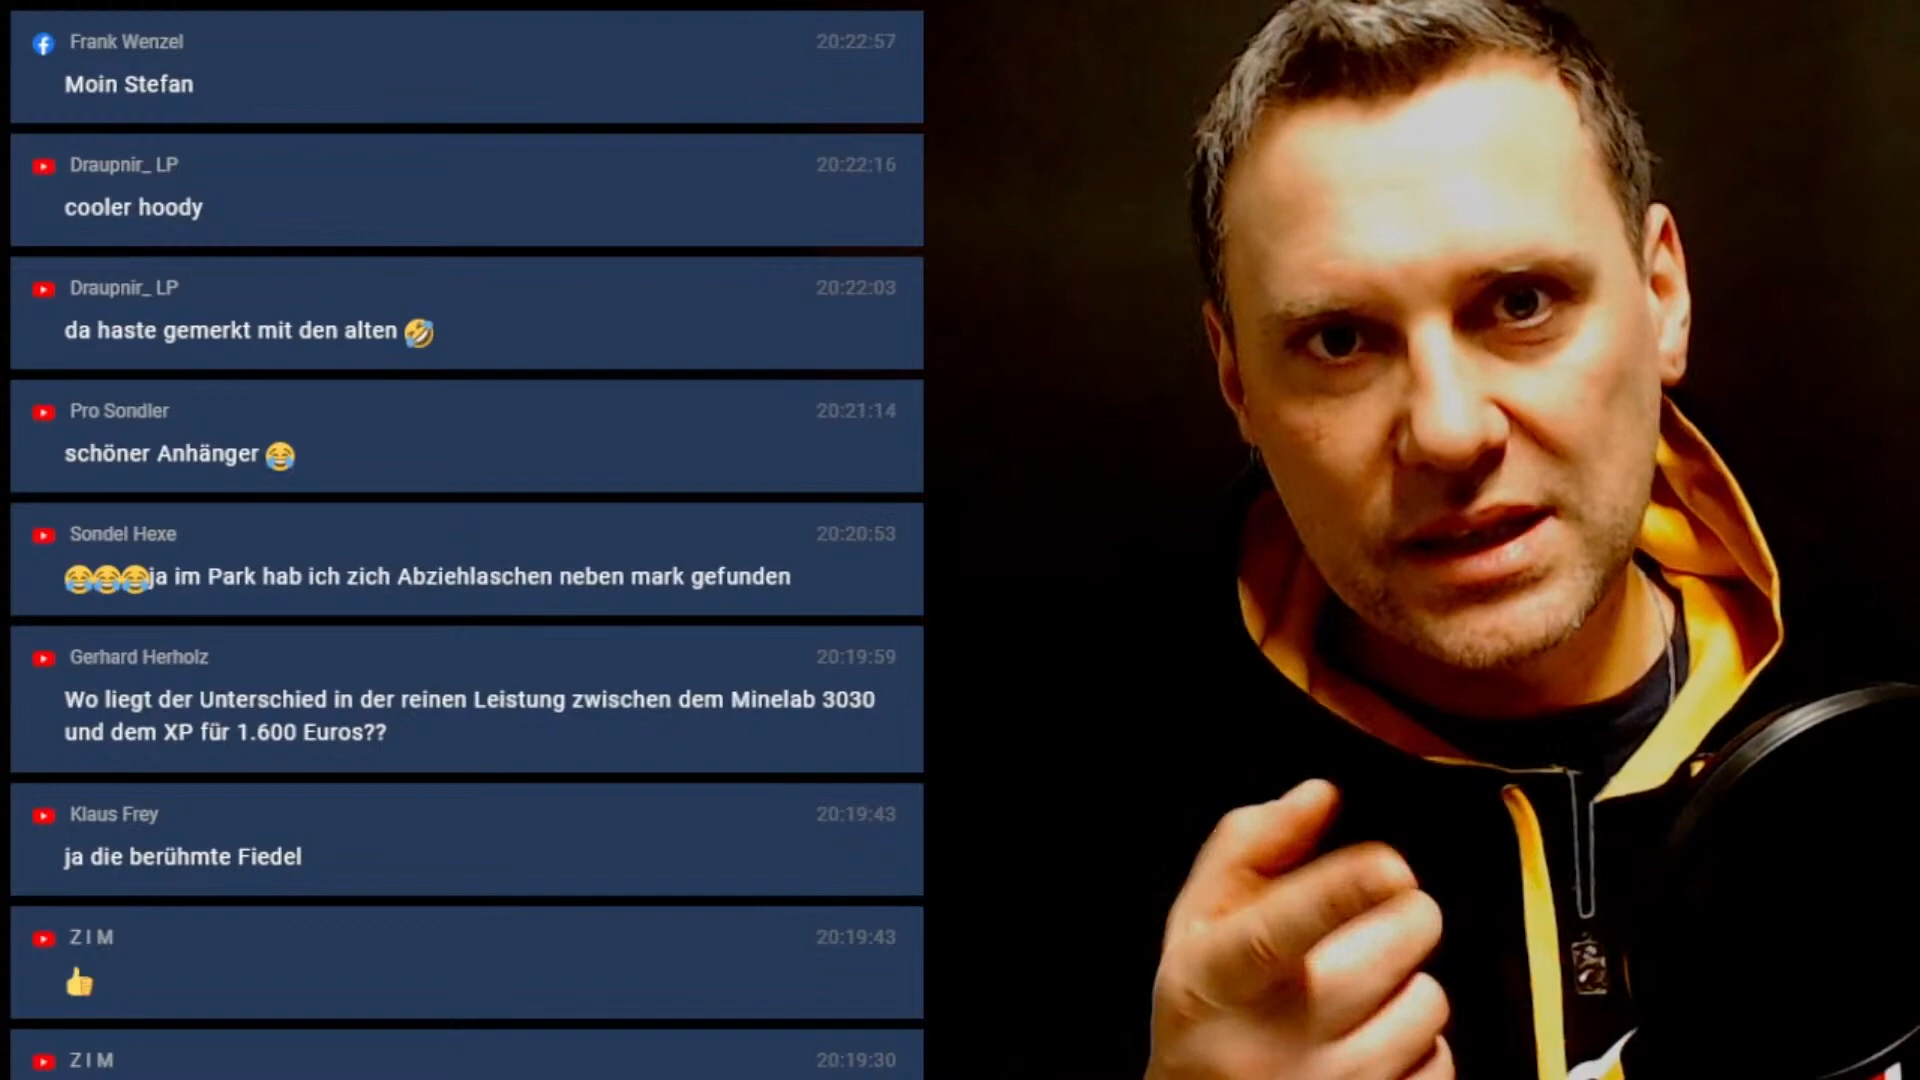 Frank Wenzel 20:22:57
Moin Stefan
Draupnir_ LP 20:22:16
cooler hoody
Draupnir_ LP 20:22:03
da haste gemerkt mit den alten 🤣
Pro Sondler 20:21:14
schöner Anhänger 😂
Sondel Hexe 20:20:53
😂😂😂ja im Park hab ich zich Abziehlaschen neben mark gefunden
Gerhard Herholz 20:19:59
Wo liegt der Unterschied in der reinen Leistung zwischen dem Minelab 3030
und dem XP für 1.600 Euros??
Klaus Frey 20:19:43
ja die berühmte Fiedel
Z I M 20:19:43
👍
Z I M 20:19:30